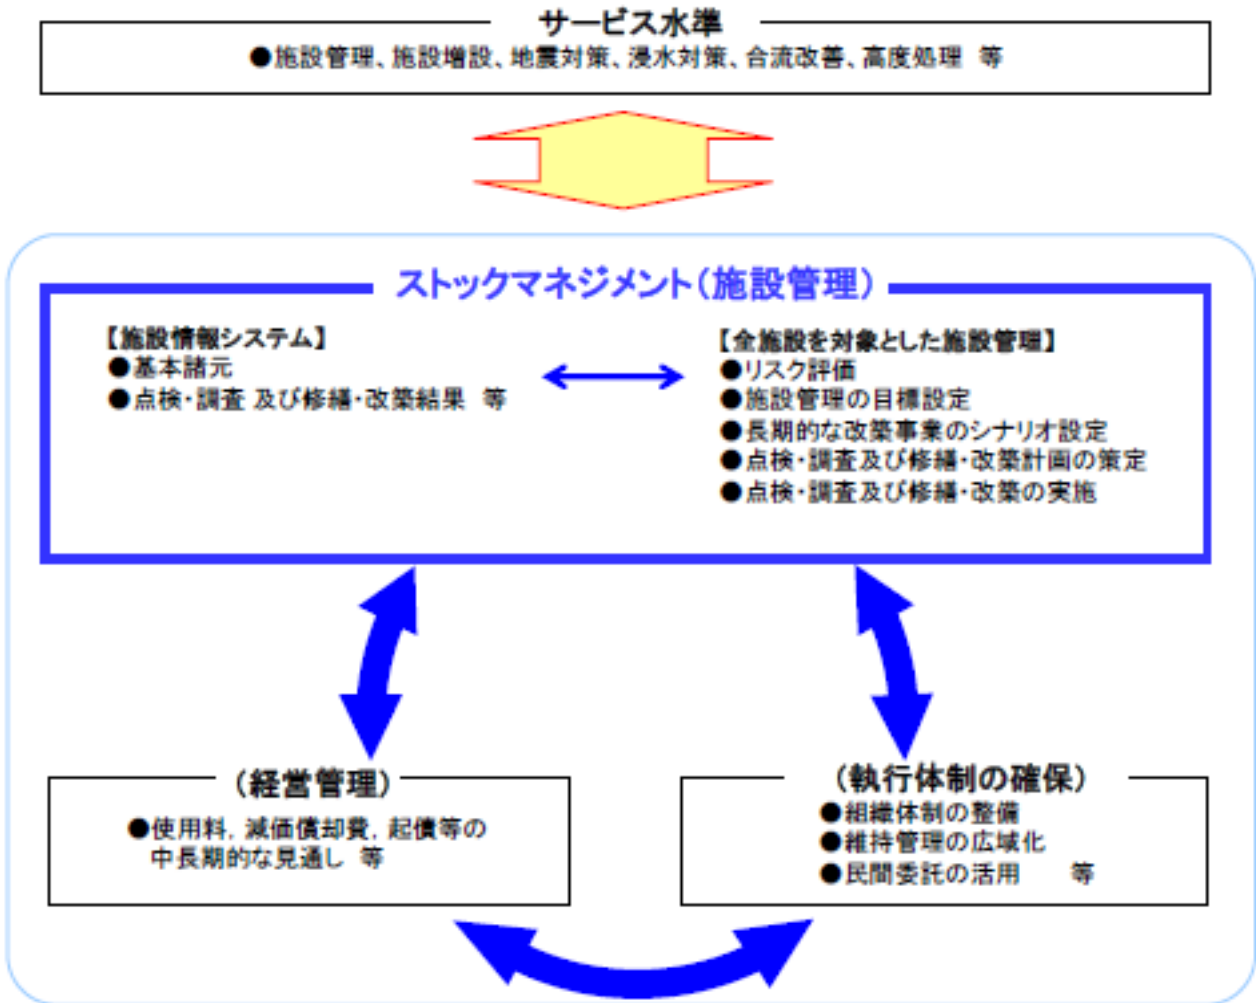 サービス水準
●施設管理、施設増設、地震対策、浸水対策、合流改善、高度処理 等
ストックマネジメント(施設管理)
【施設情報システム】
●基本諸元
●点検・調査 及び修繕・改築結果 等
【全施設を対象とした施設管理】
●リスク評価
●施設管理の目標設定
●長期的な改築事業のシナリオ設定
●点検・調査及び修繕・改築計画の策定
●点検・調査及び修繕・改築の実施
(経営管理)
●使用料, 減価償却費, 起債等の
中長期的な見通し 等
(執行体制の確保)
●組織体制の整備
●維持管理の広域化
●民間委託の活用 等